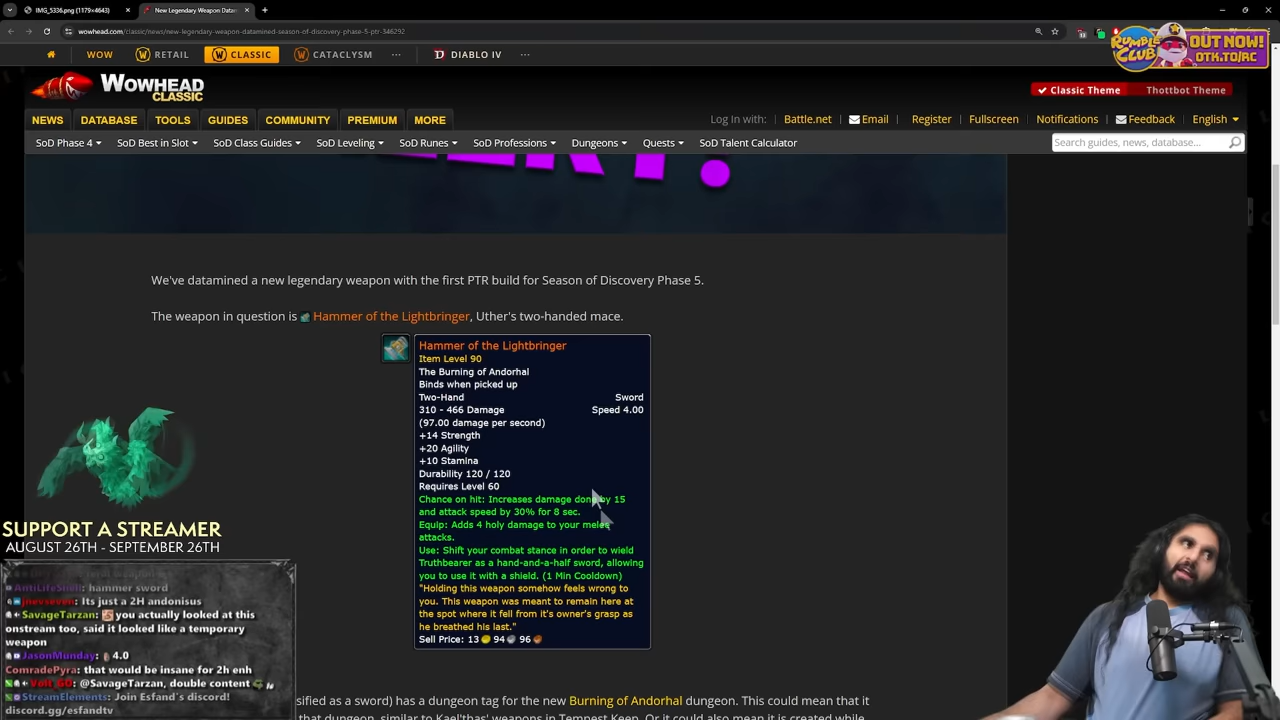 IMG_5336.png (1179×4643)
New Legendary Weapon Datam
wowhead.com/classic/news/new-legendary-weapon-datamined-season-of-discovery-phase-5-ptr-346292
WOW
RETAIL
CLASSIC
CATACLYSM
DIABLO IV
RUMBLE CLUB
OUT NOW!
OTK.TO/RC
WOWHEAD
CLASSIC
Classic Theme
Thottbot Theme
NEWS
DATABASE
TOOLS
GUIDES
COMMUNITY
PREMIUM
MORE
Log In with:
Battle.net
Email
Register
Fullscreen
Notifications
Feedback
English
SoD Phase 4
SoD Best in Slot
SoD Class Guides
SoD Leveling
SoD Runes
SoD Professions
Dungeons
Quests
SoD Talent Calculator
Search guides, news, database...
We've datamined a new legendary weapon with the first PTR build for Season of Discovery Phase 5.
The weapon in question is Hammer of the Lightbringer, Uther's two-handed mace.
Hammer of the Lightbringer
Item Level 90
The Burning of Andorhal
Binds when picked up
Two-Hand Sword
310 - 466 Damage Speed 4.00
(97.00 damage per second)
+14 Strength
+20 Agility
+10 Stamina
Durability 120 / 120
Requires Level 60
Chance on hit: Increases damage done by 15
and attack speed by 30% for 8 sec.
Equip: Adds 4 holy damage to your melee
attacks.
Use: Shift your combat stance in order to wield
Truthbearer as a hand-and-a-half sword, allowing
you to use it with a shield. (1 Min Cooldown)
"Holding this weapon somehow feels wrong to
you. This weapon was meant to remain here at
the spot where it fell from it's owner's grasp as
he breathed his last."
Sell Price: 13 94 96
SUPPORT A STREAMER
AUGUST 26TH - SEPTEMBER 26TH
AntiLifeShell: hammer sword
jhevseven: Its just a 2H andonisus
SavageTarzan: you actually looked at this
onstream too, said it looked like a temporary
weapon
JasonMunday: 4.0
ComradePyra: that would be insane for 2h enh
Volt_GG: @SavageTarzan, double content
StreamElements: Join Esfand's discord!
discord.gg/esfandtv
sified as a sword) has a dungeon tag for the new Burning of Andorhal dungeon. This could mean that it
that dungeon, similar to Kael'thas' weapons in Tempest Keep. Or it could also mean it is created while